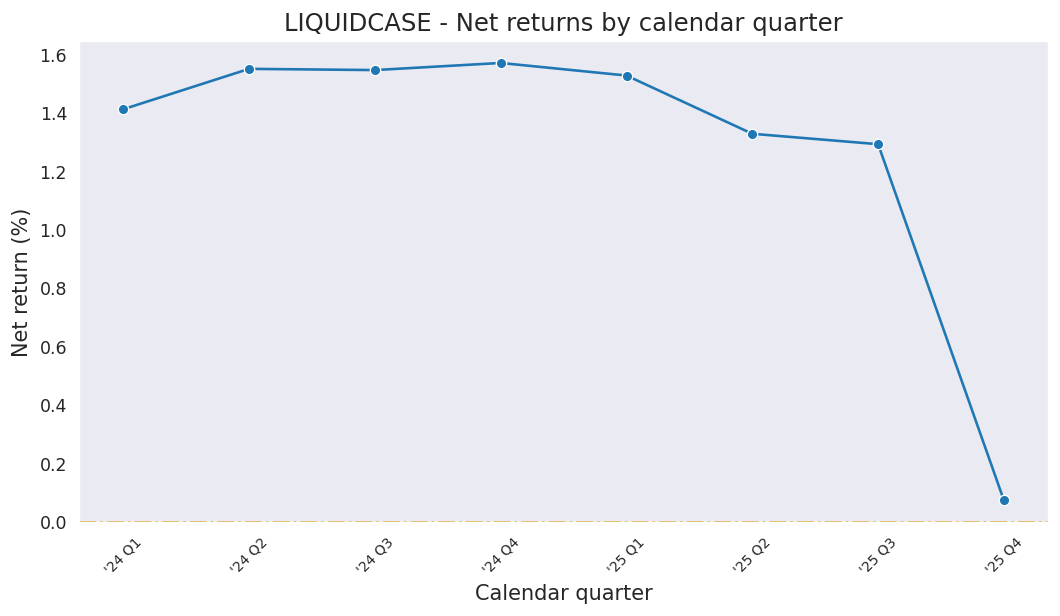 LIQUIDCASE - Net returns by calendar quarter
Net return (%)
1.6
1.4
1.2
1.0
0.8
0.6
0.4
0.2
0.0
'24 Q1
'24 Q2
'24 Q3
'24 Q4
'25 Q1
'25 Q2
'25 Q3
'25 Q4
Calendar quarter